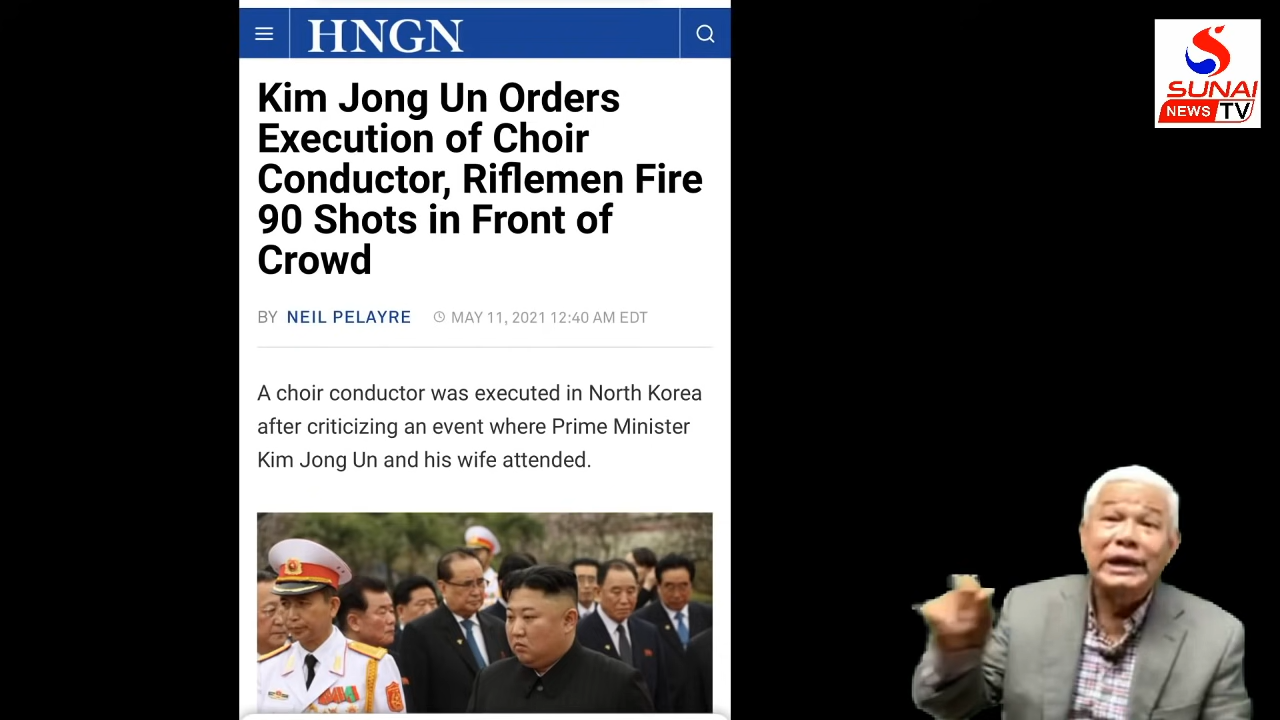 HNGN
SUNAI
NEWS TV
Kim Jong Un Orders
Execution of Choir
Conductor, Riflemen Fire
90 Shots in Front of
Crowd
BY NEIL PELAYRE MAY 11, 2021 12:40 AM EDT
A choir conductor was executed in North Korea
after criticizing an event where Prime Minister
Kim Jong Un and his wife attended.